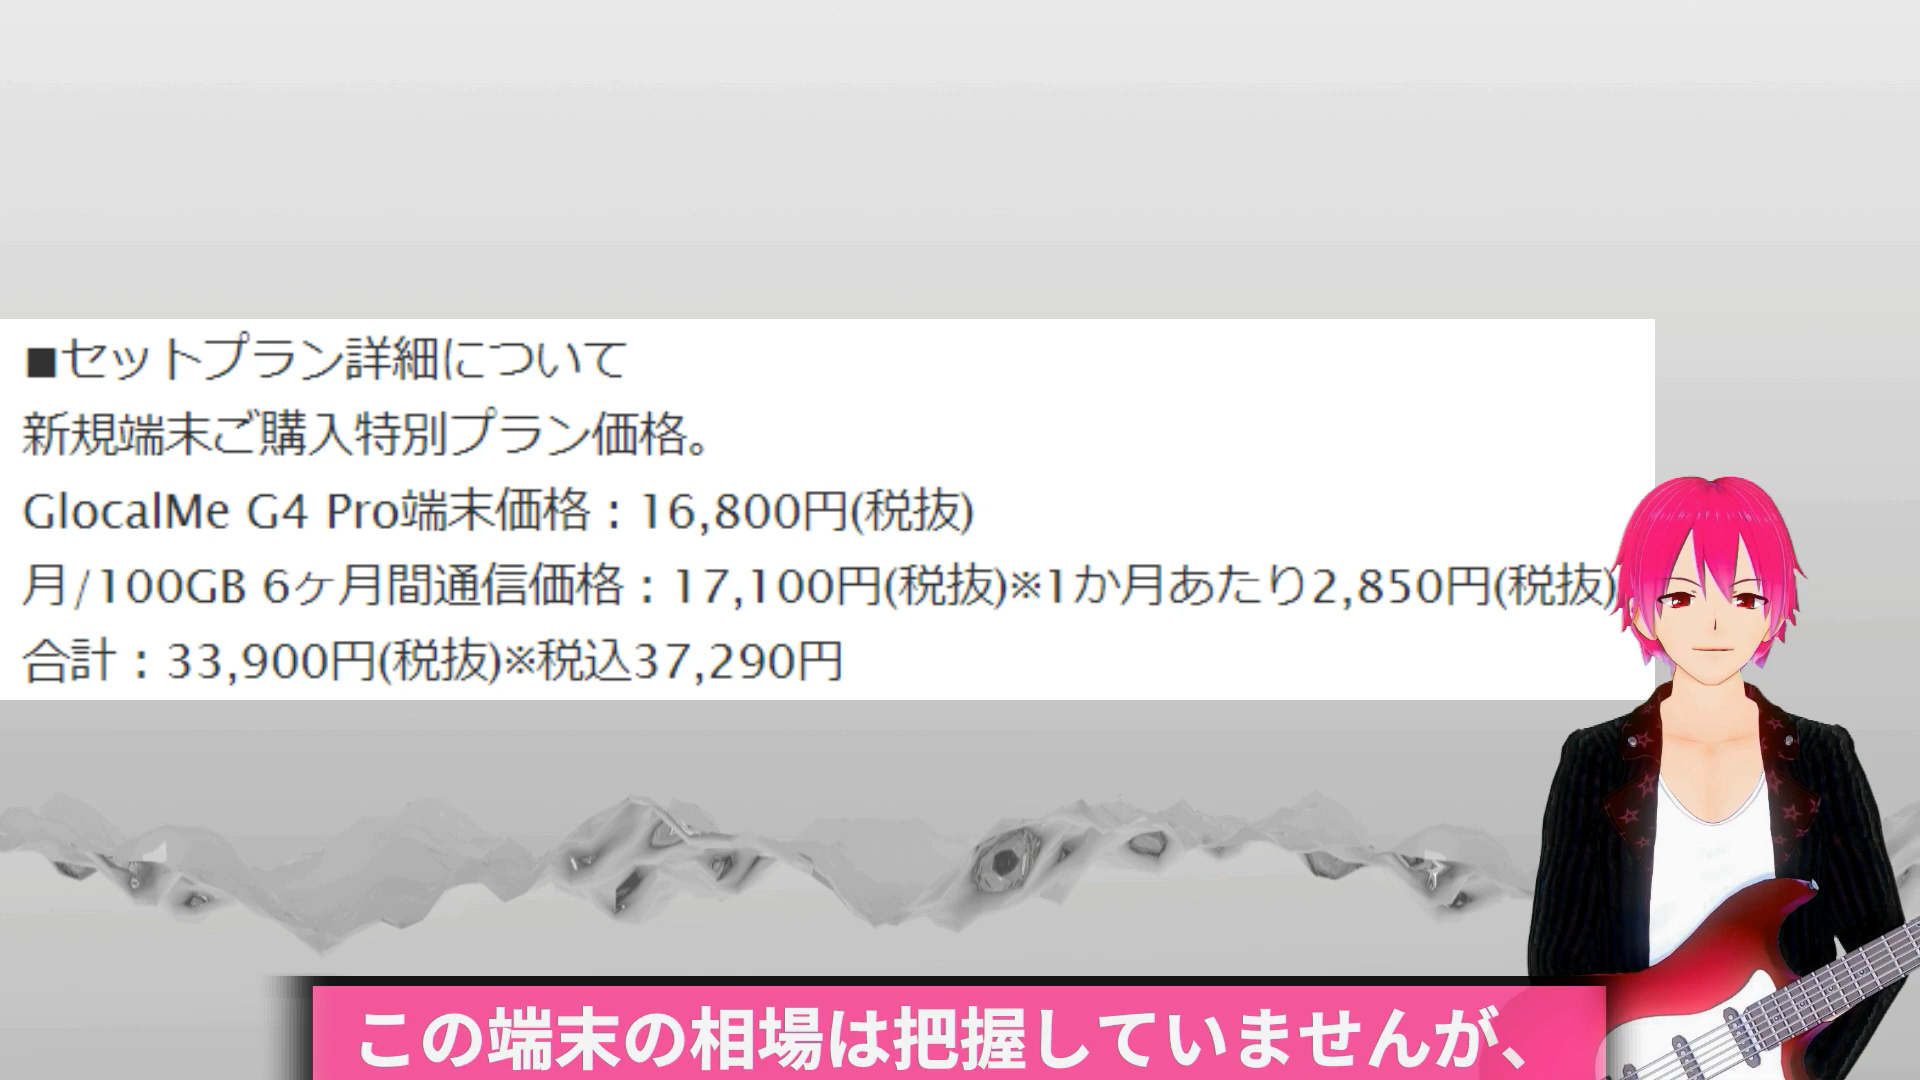 ■セットプラン詳細について
新規端末ご購入特別プラン価格。
GlocalMe G4 Pro端末価格：16,800円(税抜)
月/100GB 6ヶ月間通信価格：17,100円(税抜)※1か月あたり2,850円(税抜)
合計：33,900円(税抜)※税込37,290円
この端末の相場は把握していませんが、